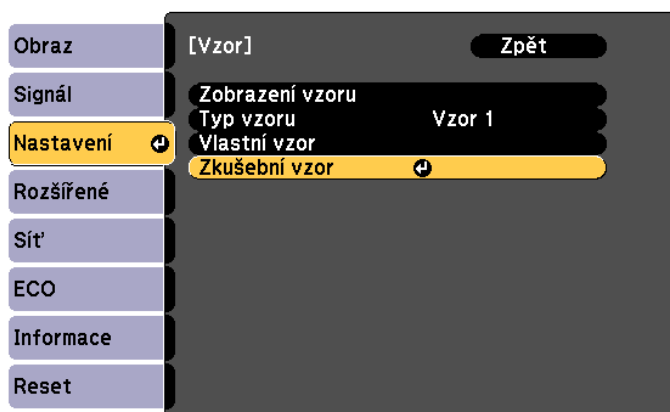 Obraz
Signál
Nastavení
Rozšířené
Síť
ECO
Informace
Reset
[Vzor] Zpět
Zobrazení vzoru
Typ vzoru Vzor 1
Vlastní vzor
Zkušební vzor